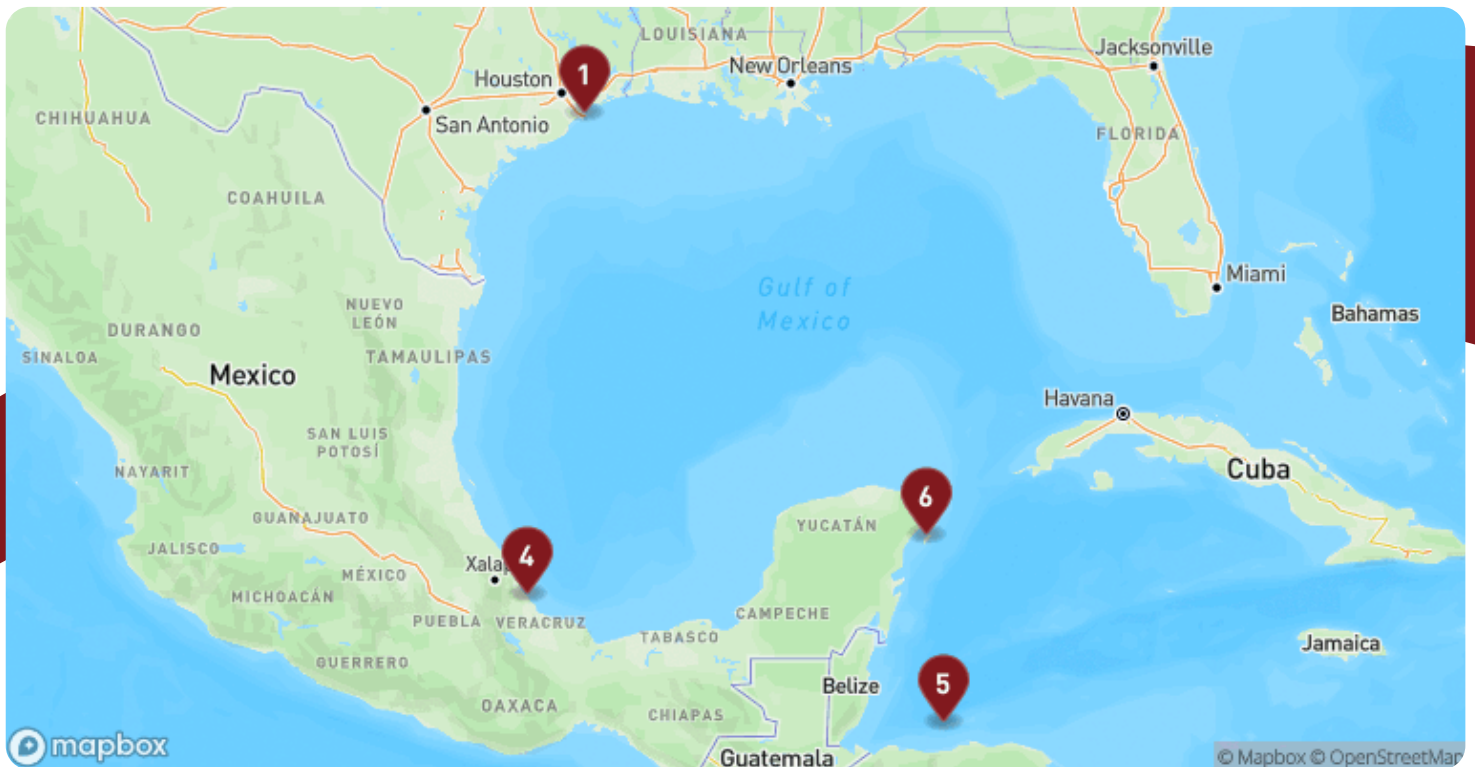 LOUISIANA
Jacksonville
New Orleans
Houston
1
CHIHUAHUA
San Antonio
FLORIDA
COAHUILA
Miami
Gulf of
Mexico
NUEVO
LEÓN
Bahamas
DURANGO
SINALOA
TAMAULIPAS
Mexico
Havana
SAN LUIS
POTOSÍ
NAYARIT
Cuba
6
GUANAJUATO
YUCATÁN
JALISCO
4
Xalap
MÉXICO
MICHOACÁN
PUEBLA
VERACRUZ
CAMPECHE
TABASCO
Jamaica
GUERRERO
5
Belize
OAXACA
CHIAPAS
mapbox
Guatemala
© Mapbox © OpenStreetMap